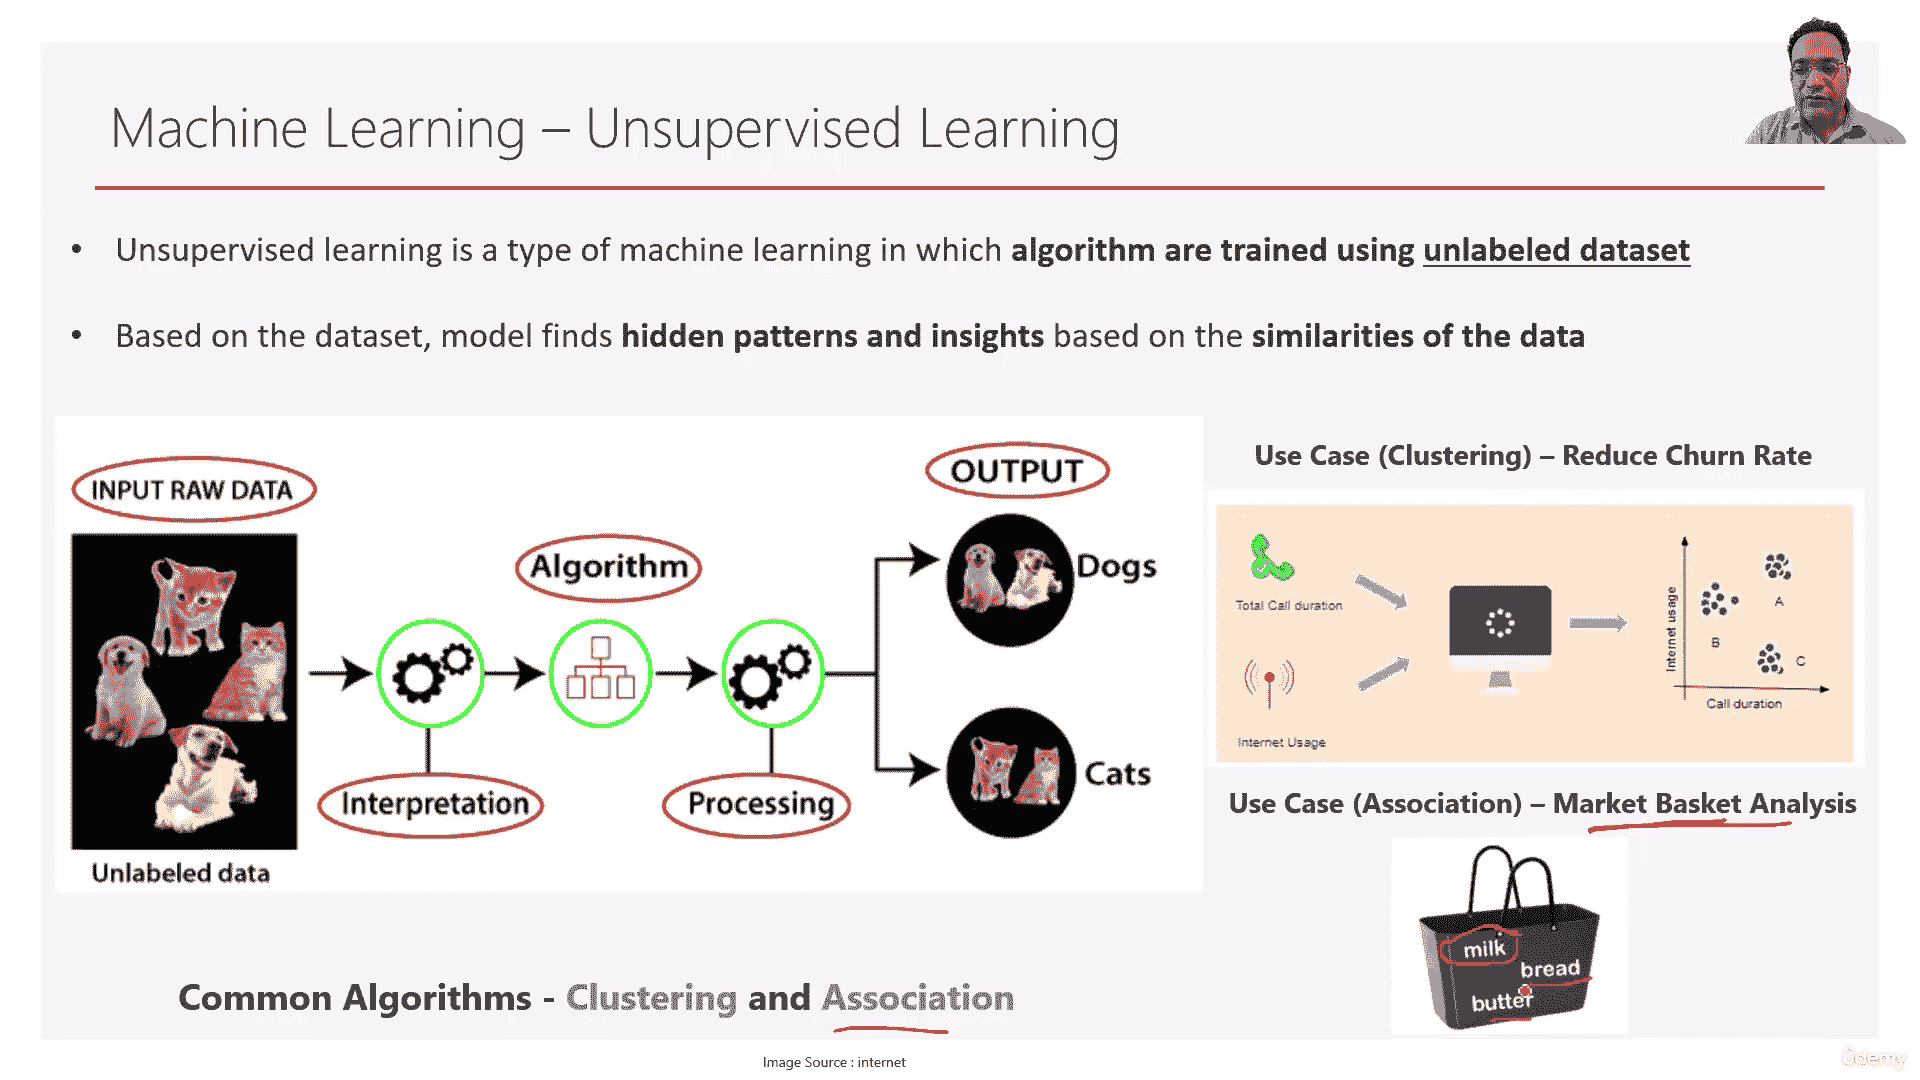 Machine Learning – Unsupervised Learning
• Unsupervised learning is a type of machine learning in which algorithm are trained using unlabeled dataset
• Based on the dataset, model finds hidden patterns and insights based on the similarities of the data
INPUT RAW DATA
Unlabeled data
Interpretation
Algorithm
Processing
OUTPUT
Dogs
Cats
Use Case (Clustering) – Reduce Churn Rate
Total Call duration
Internet Usage
Internet usage
A
B
C
Call duration
Use Case (Association) – Market Basket Analysis
milk
bread
butter
Common Algorithms - Clustering and Association
Image Source : internet
ûdemy